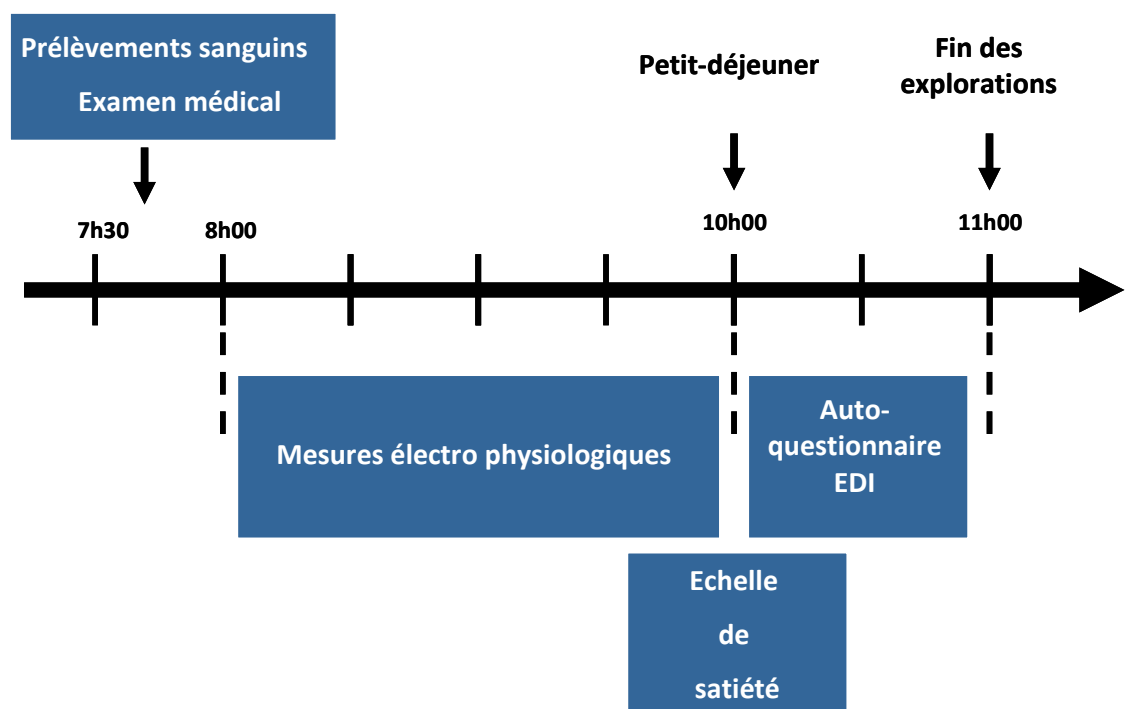 Prélèvements sanguins
Examen médical
Petit-déjeuner
Fin des
explorations
7h30
8h00
10h00
11h00
Mesures électro physiologiques
Auto-
questionnaire
EDI
Echelle
de
satiété